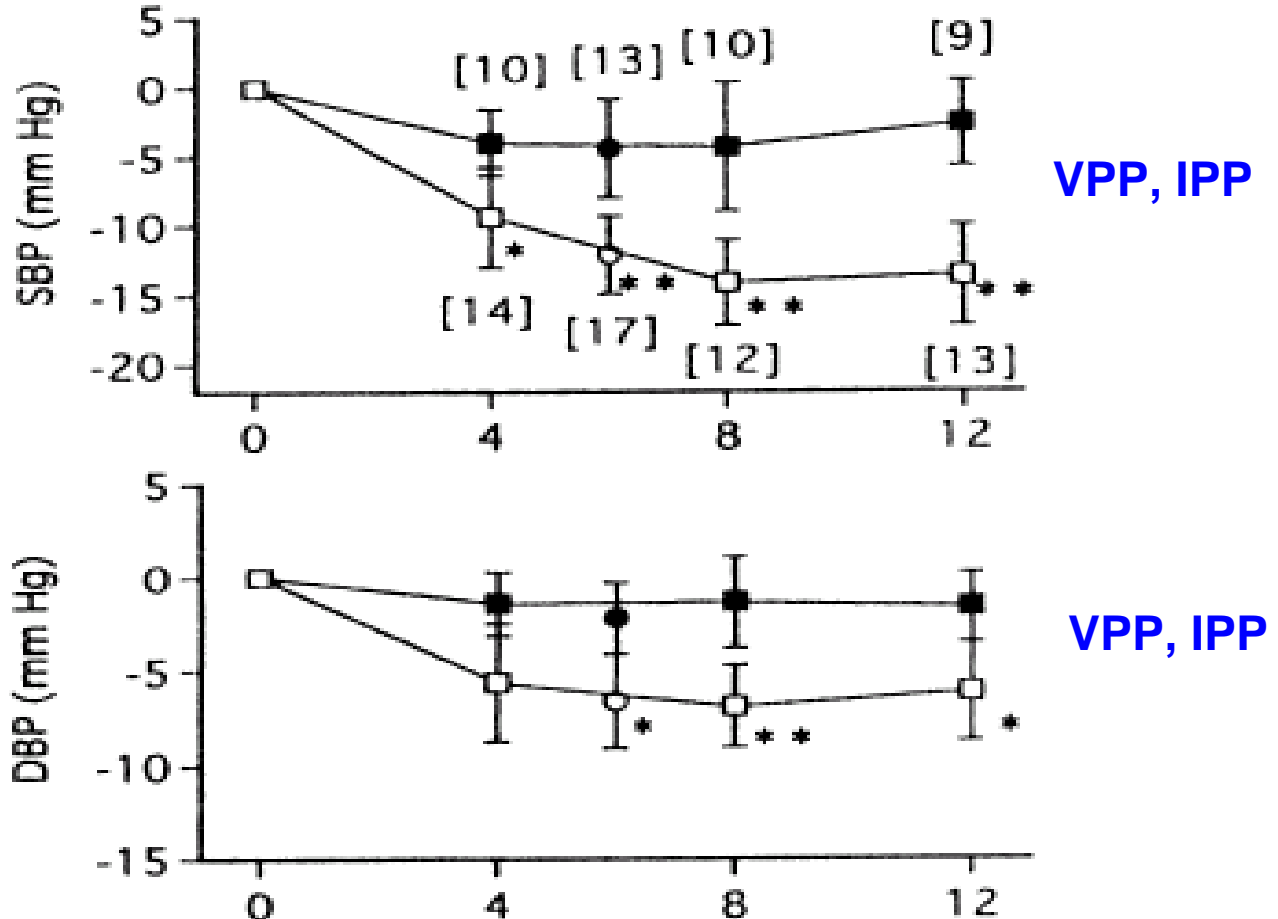 5
[9]
[10] [13] [10]
0
SBP (mm Hg)
-5
VPP, IPP
-10
*
* *
* *
* *
-15
[14] [17] [12] [13]
-20
0 4 8 12
5
0
DBP (mm Hg)
VPP, IPP
-5
* * * *
-10
-15
0 4 8 12